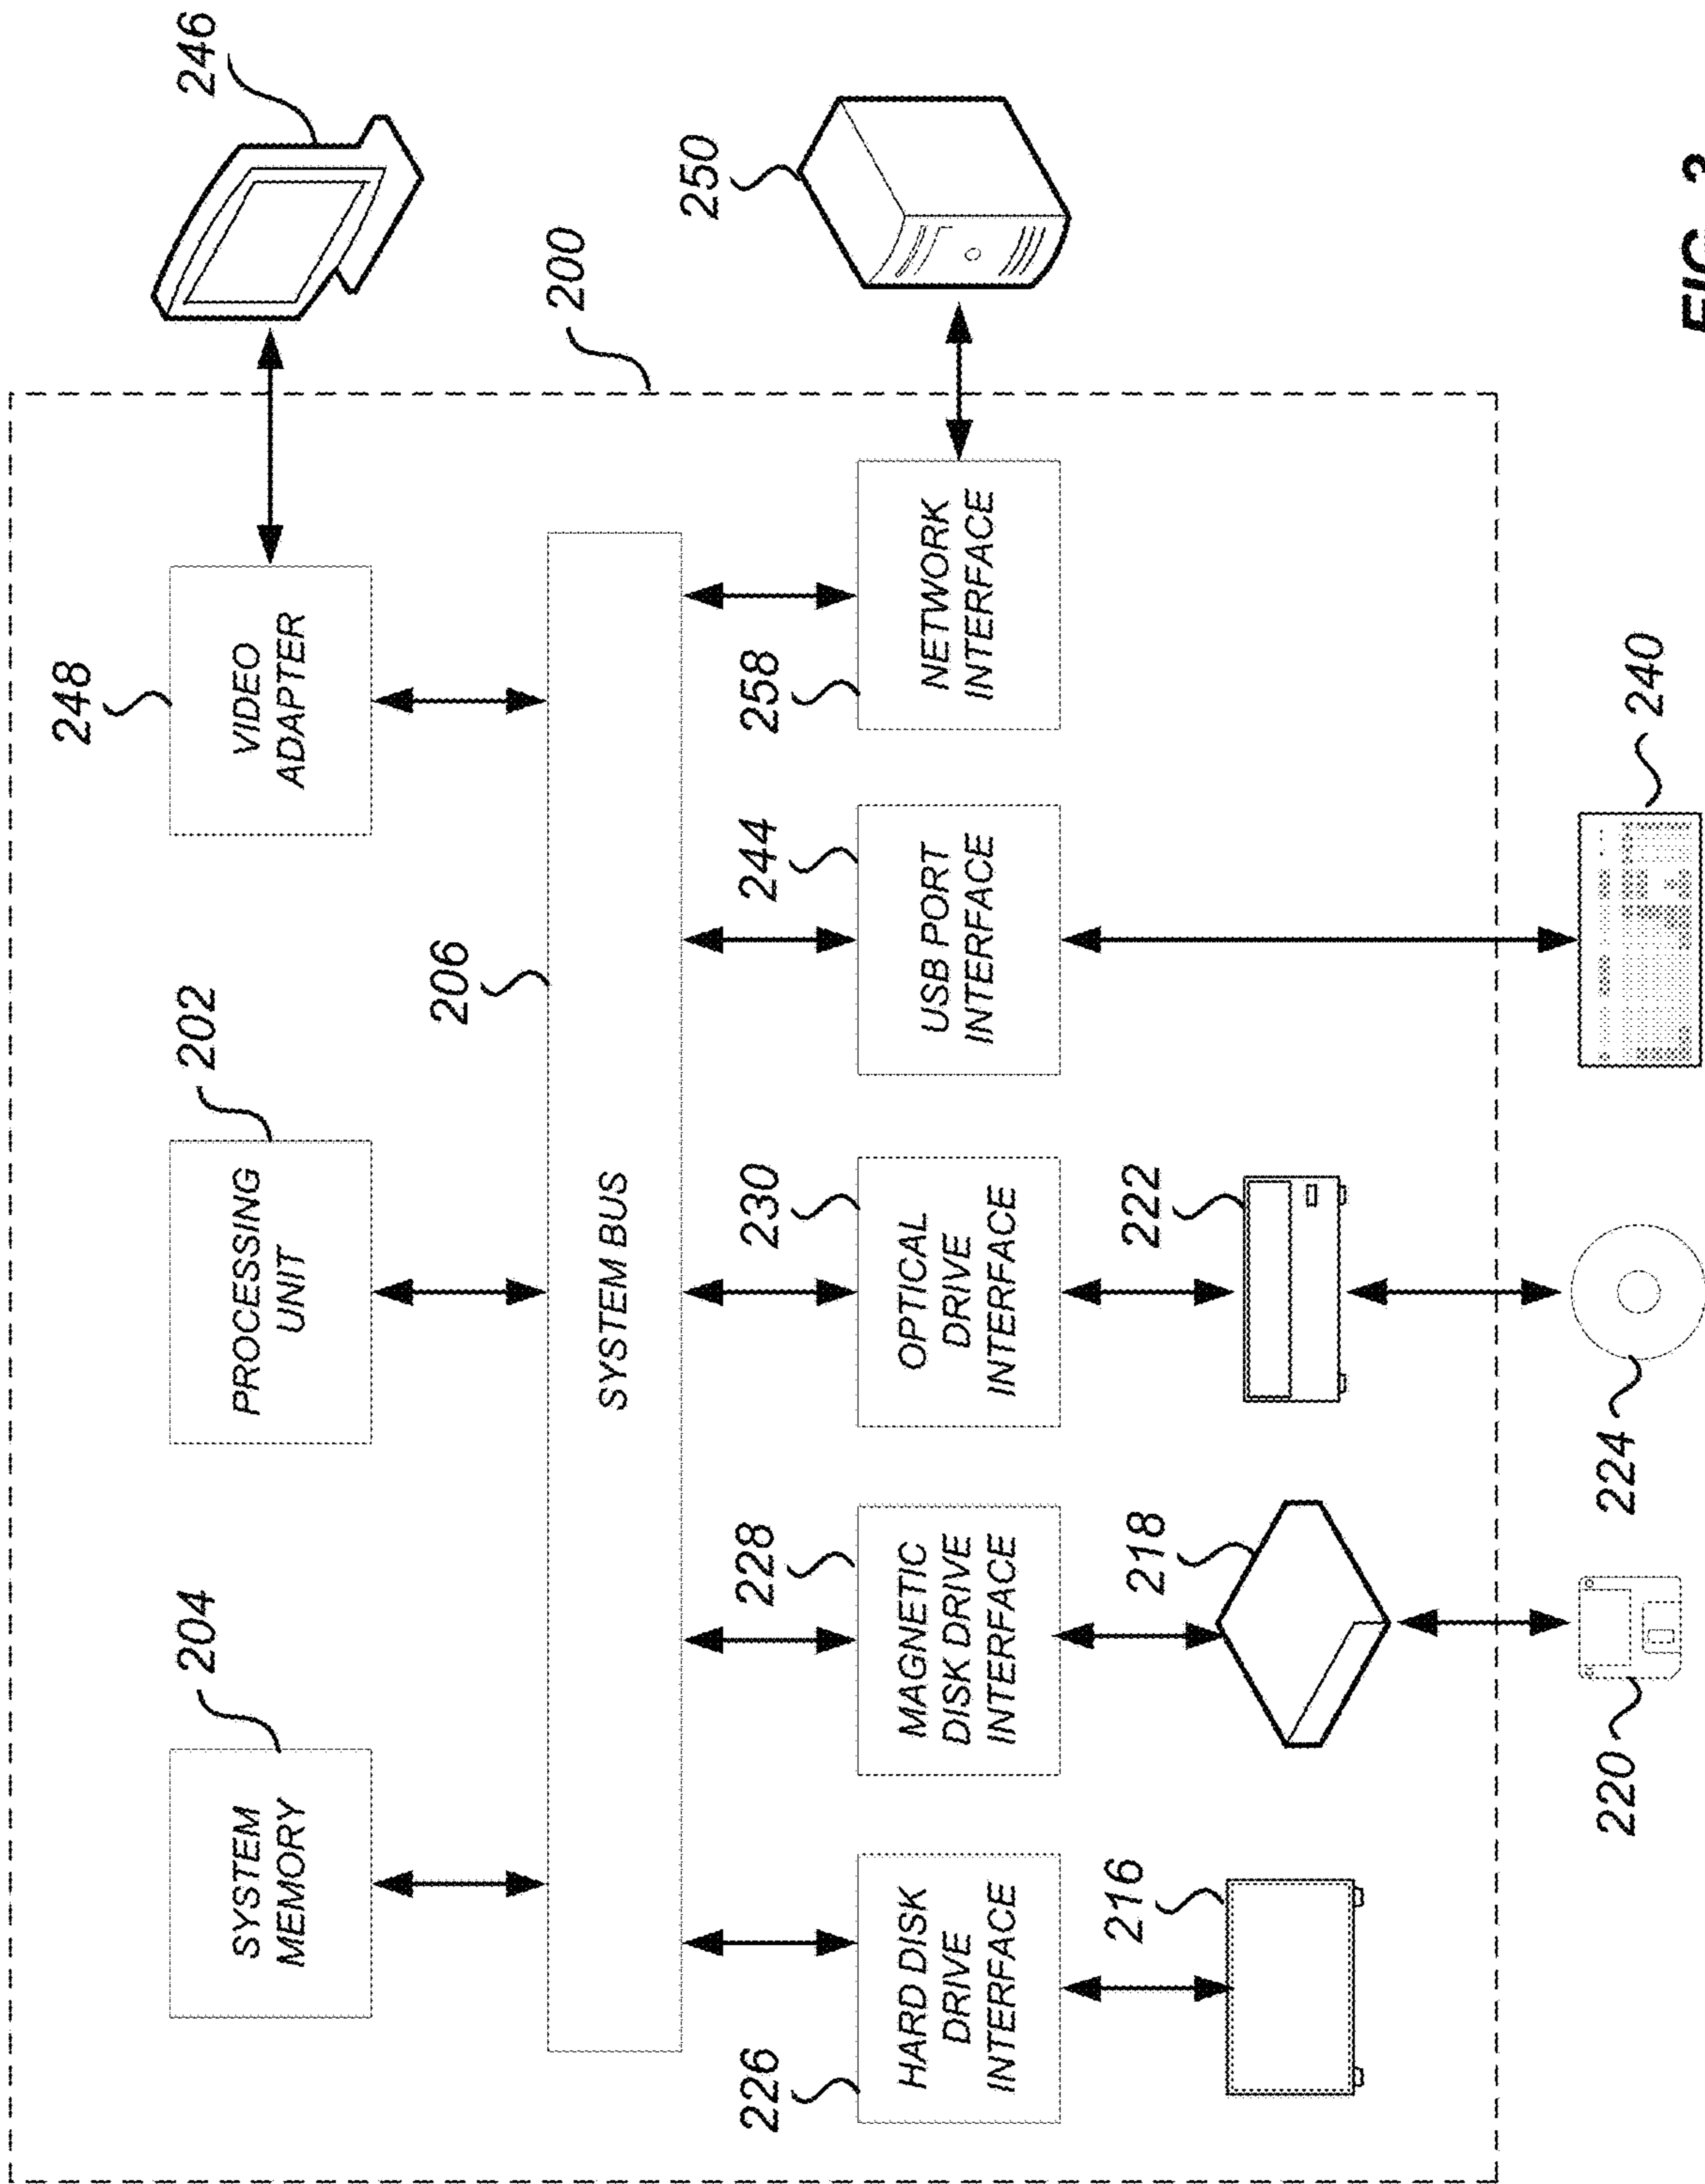 248
204
202
246
SYSTEM
MEMORY
PROCESSING
UNIT
VIDEO
ADAPTER
206
200
SYSTEM BUS
250
226
228
230
244
258
HARD DISK
DRIVE
INTERFACE
MAGNETIC
DISK DRIVE
INTERFACE
OPTICAL
DRIVE
INTERFACE
USB PORT
INTERFACE
NETWORK
INTERFACE
216
218
222
220
224
240
FIG.